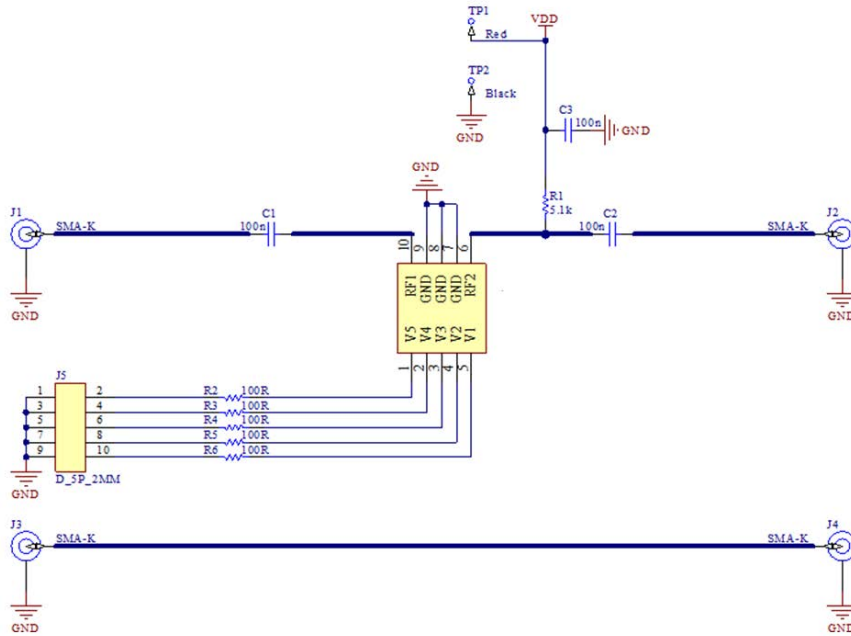 TP1
VDD
Red
TP2
Black
GND
C3
100n
GND
GND
J1
SMA-K
C1
100n
R1
5.1k
C2
100n
SMA-K
J2
10 9 8 7 6
RF1 GND GND GND RF2
GND
GND
V5 V4 V3 V2 V1
1 2 3 4 5
J5
1 2 R2 100R
3 4 R3 100R
5 6 R4 100R
7 8 R5 100R
9 10 R6 100R
D_5P_2MM
GND
J3
SMA-K
SMA-K
J4
GND
GND